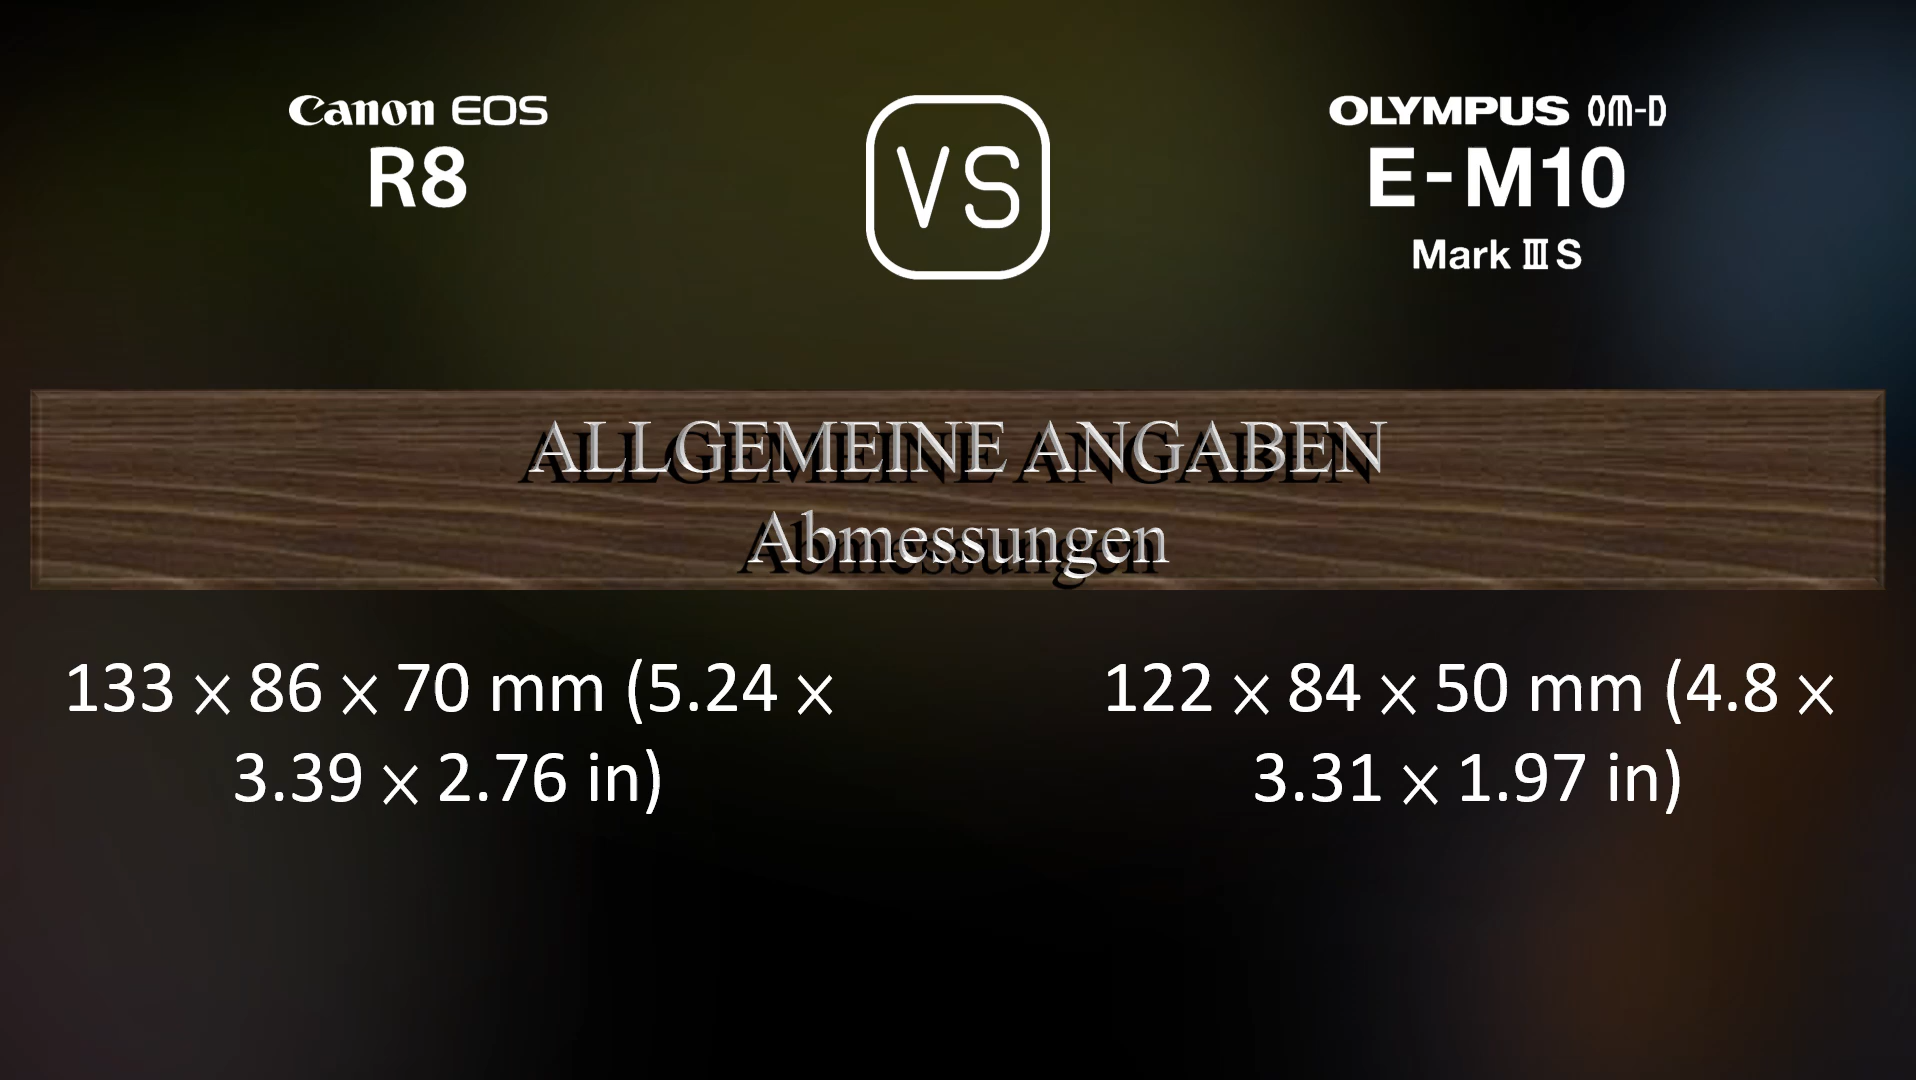 Canon EOS
R8
VS
OLYMPUS OM-D
E-M10
Mark III S
ALLGEMEINE ANGABEN
Abmessungen
133 x 86 x 70 mm (5.24 x
3.39 x 2.76 in)
122 x 84 x 50 mm (4.8 x
3.31 x 1.97 in)